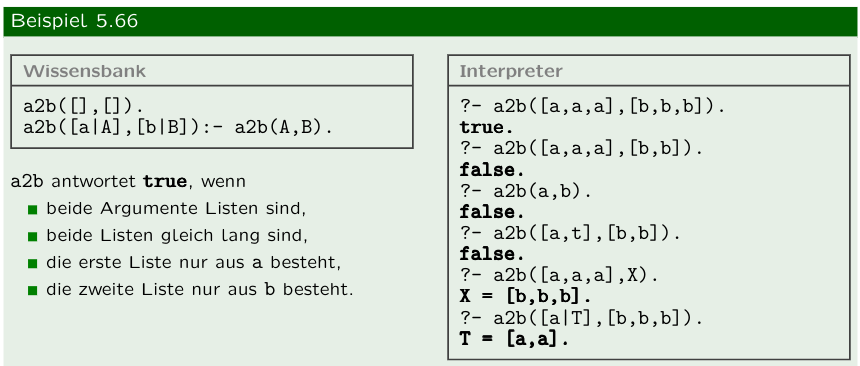 Beispiel 5.66
Wissensbank
a2b([],[]).
a2b([a|A],[b|B]):- a2b(A,B).
a2b antwortet true, wenn
beide Argumente Listen sind,
beide Listen gleich lang sind,
die erste Liste nur aus a besteht,
die zweite Liste nur aus b besteht.
Interpreter
?- a2b([a,a,a],[b,b,b]).
true.
?- a2b([a,a,a],[b,b]).
false.
?- a2b(a,b).
false.
?- a2b([a,t],[b,b]).
false.
?- a2b([a,a,a],X).
X = [b,b,b].
?- a2b([a|T],[b,b,b]).
T = [a,a].